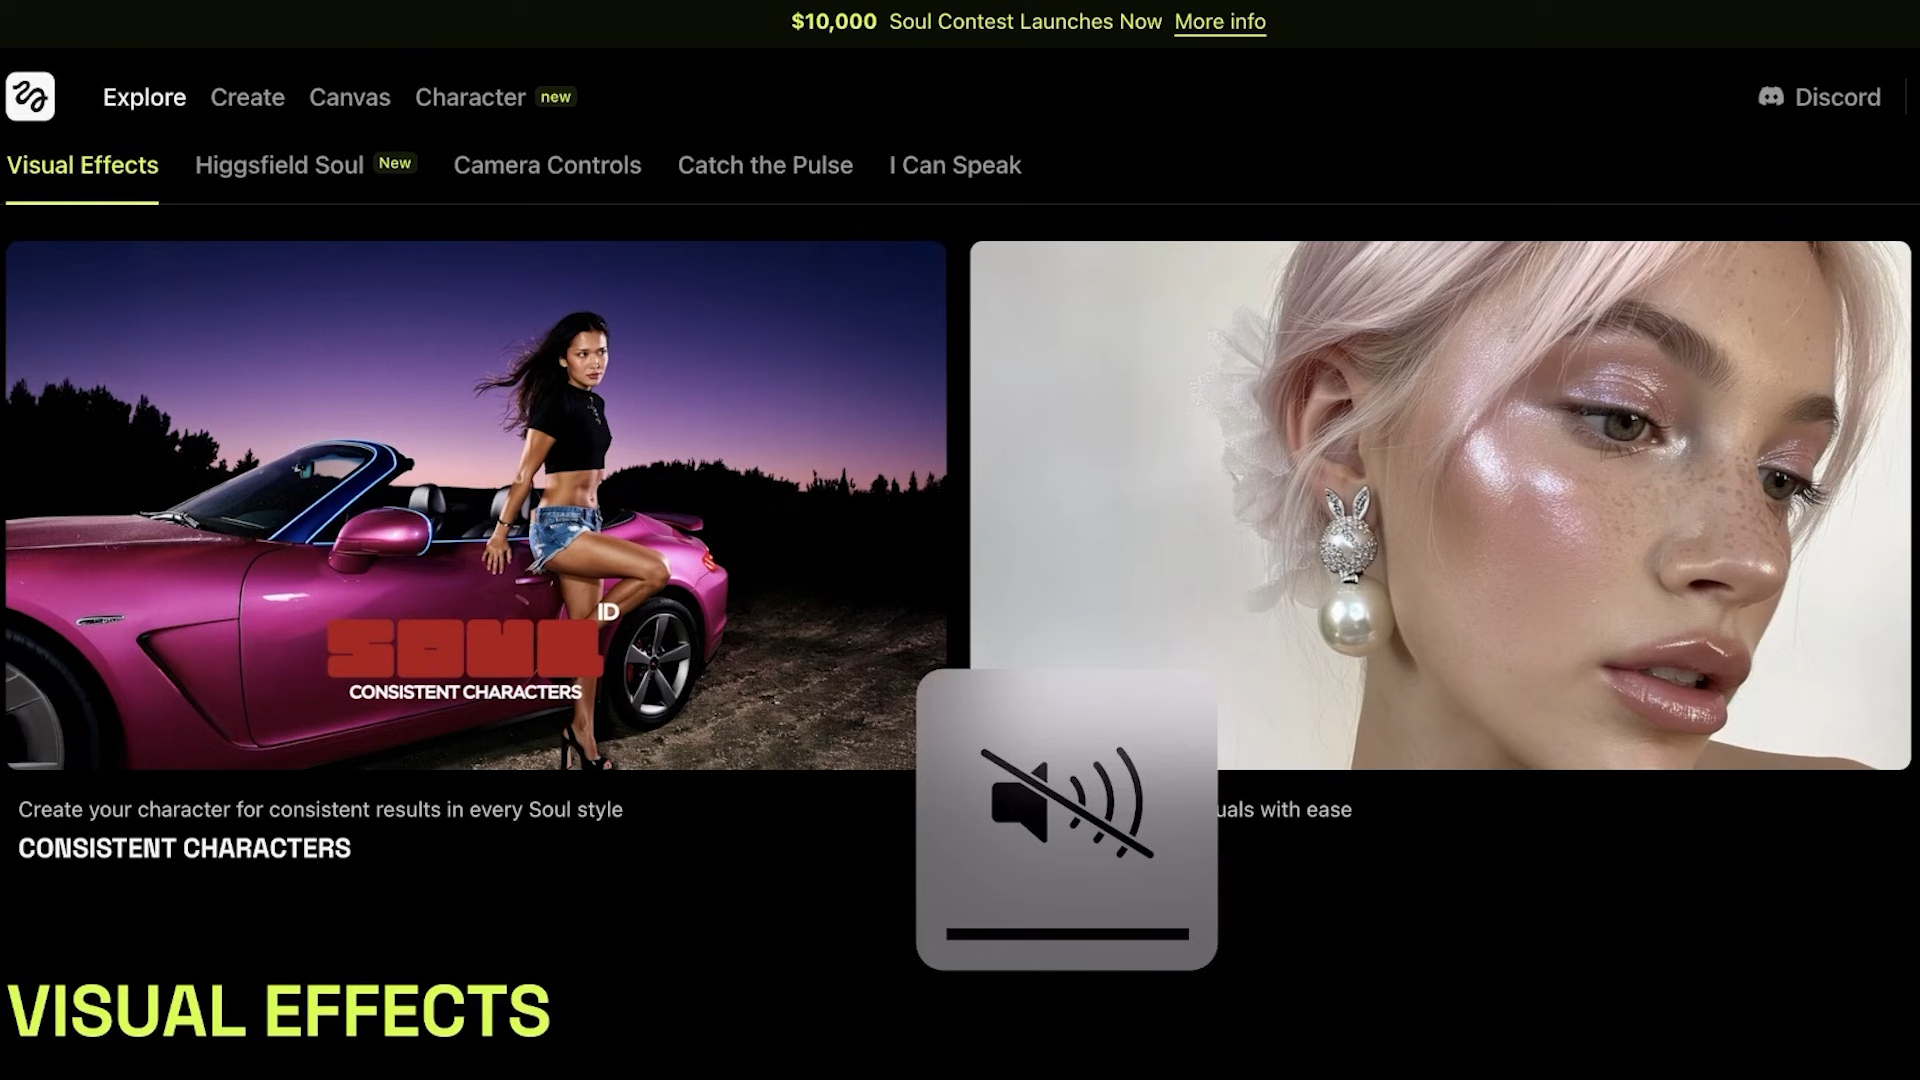 $10,000 Soul Contest Launches Now More info
Explore Create Canvas Character new
Discord
Visual Effects Higgsfield Soul New Camera Controls Catch the Pulse I Can Speak
SOUL ID
CONSISTENT CHARACTERS
Create your character for consistent results in every Soul style
CONSISTENT CHARACTERS
with ease
VISUAL EFFECTS